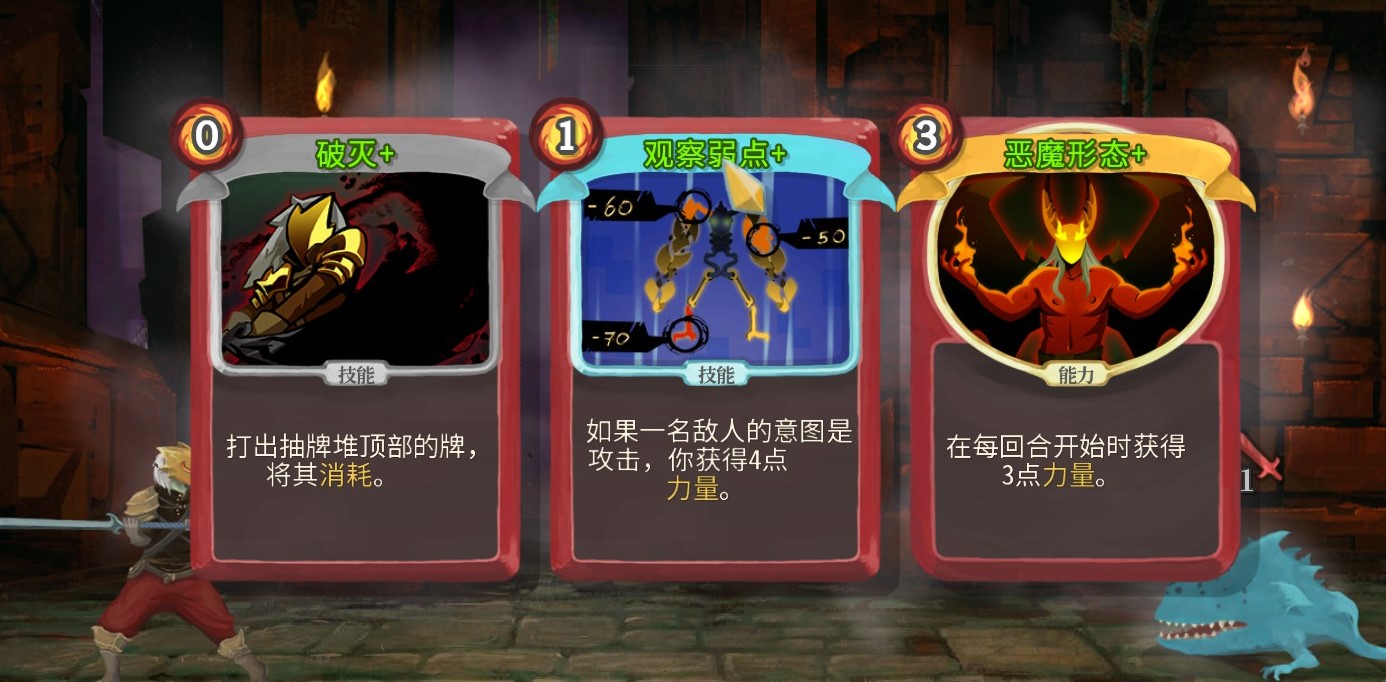 0
破灭+
技能
打出抽牌堆顶部的牌，
将其消耗。
1
观察弱点+
-60
-50
-70
技能
如果一名敌人的意图是
攻击，你获得4点
力量。
3
恶魔形态+
能力
在每回合开始时获得
3点力量。
1